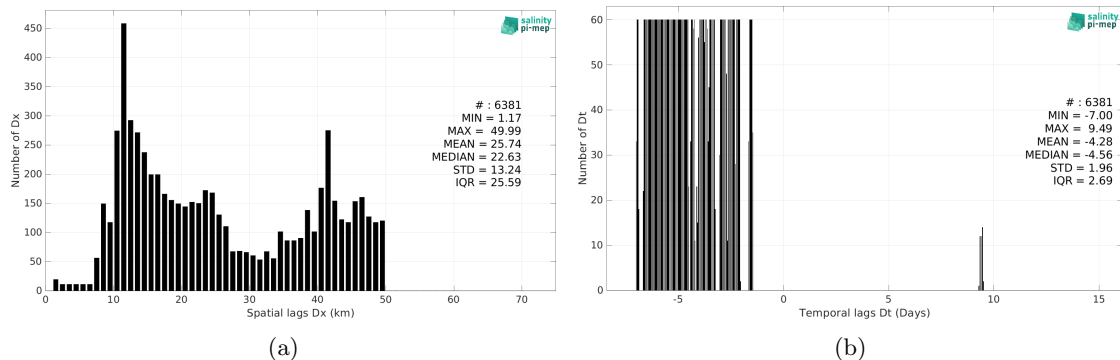 450
400
350
300
250
200
150
100
50
0
Number of Dx
0 10 20 30 40 50 60 70
Spatial lags Dx (km)
salinity
pi-mep
# : 6381
MIN = 1.17
MAX = 49.99
MEAN = 25.74
MEDIAN = 22.63
STD = 13.24
IQR = 25.59
(a)
60
50
40
30
20
10
0
Number of Dt
-5 0 5 10 15
Temporal lags Dt (Days)
salinity
pi-mep
# : 6381
MIN = -7.00
MAX = 9.49
MEAN = -4.28
MEDIAN = -4.56
STD = 1.96
IQR = 2.69
(b)